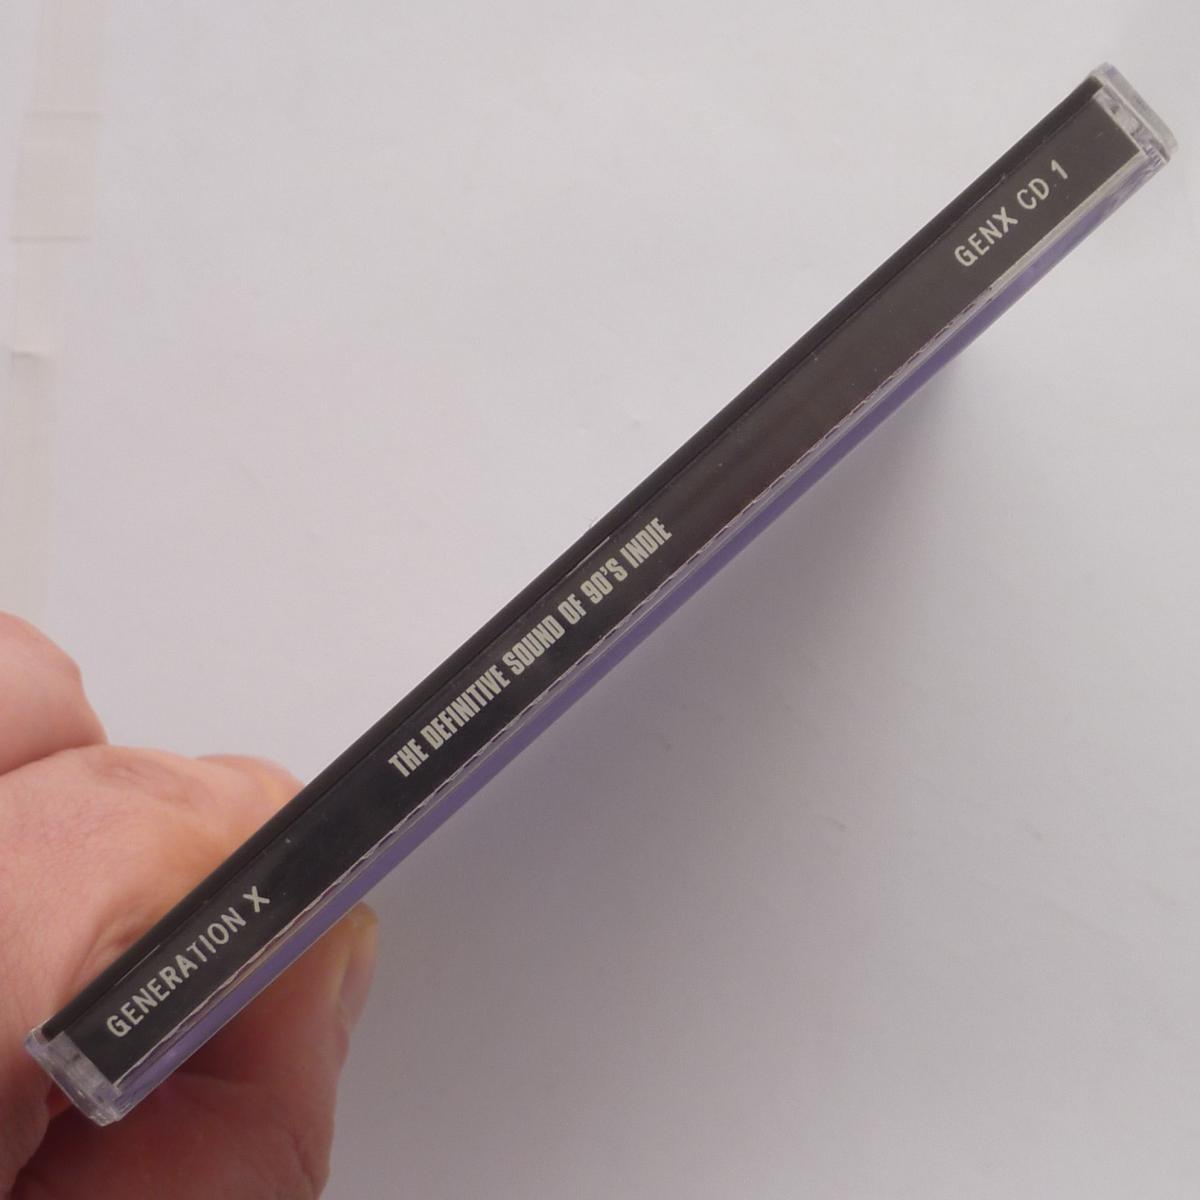 GENERATION X
THE DEFINITIVE SOUND OF 90'S INDIE
GENX CD 1